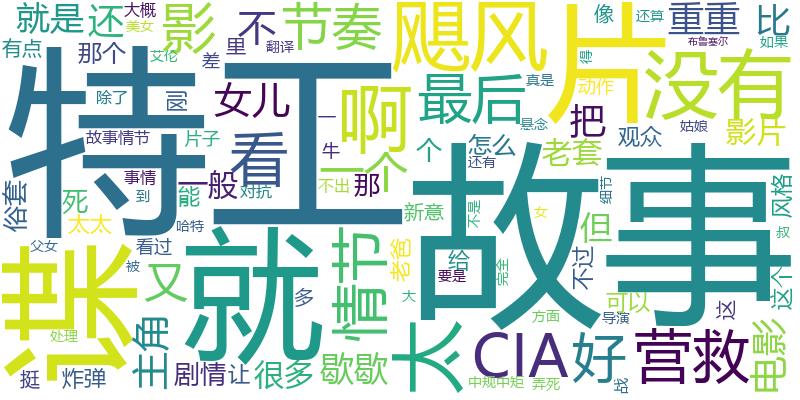 大概
美女
就是
还
影
不
节奏
飓风
片
像
还算
重重
比
有点
那个
差
里
翻译
艾伦
得
布鲁塞尔
如果
特工
除了
刚
女儿
啊
最后
真是
动作
没有
故事情节
片子
看
一
牛
悬念
把
姑娘
影片
故事
事情
一般
一个
那
个
怎么
老套
观众
俗套
死
到
能
对抗
不出
还有
细节
女
风格
太太
哈特
新意
不是
但
叔
谍
父女
看过
又
就
情节
老爸
给
要是
完全
不过
这个
被
多
太
大
可以
这
处理
主角
方面
导演
CIA
好
营救
电影
挺
炸弹
剧情
让
很多
歇歇
中规中矩
弄死
战